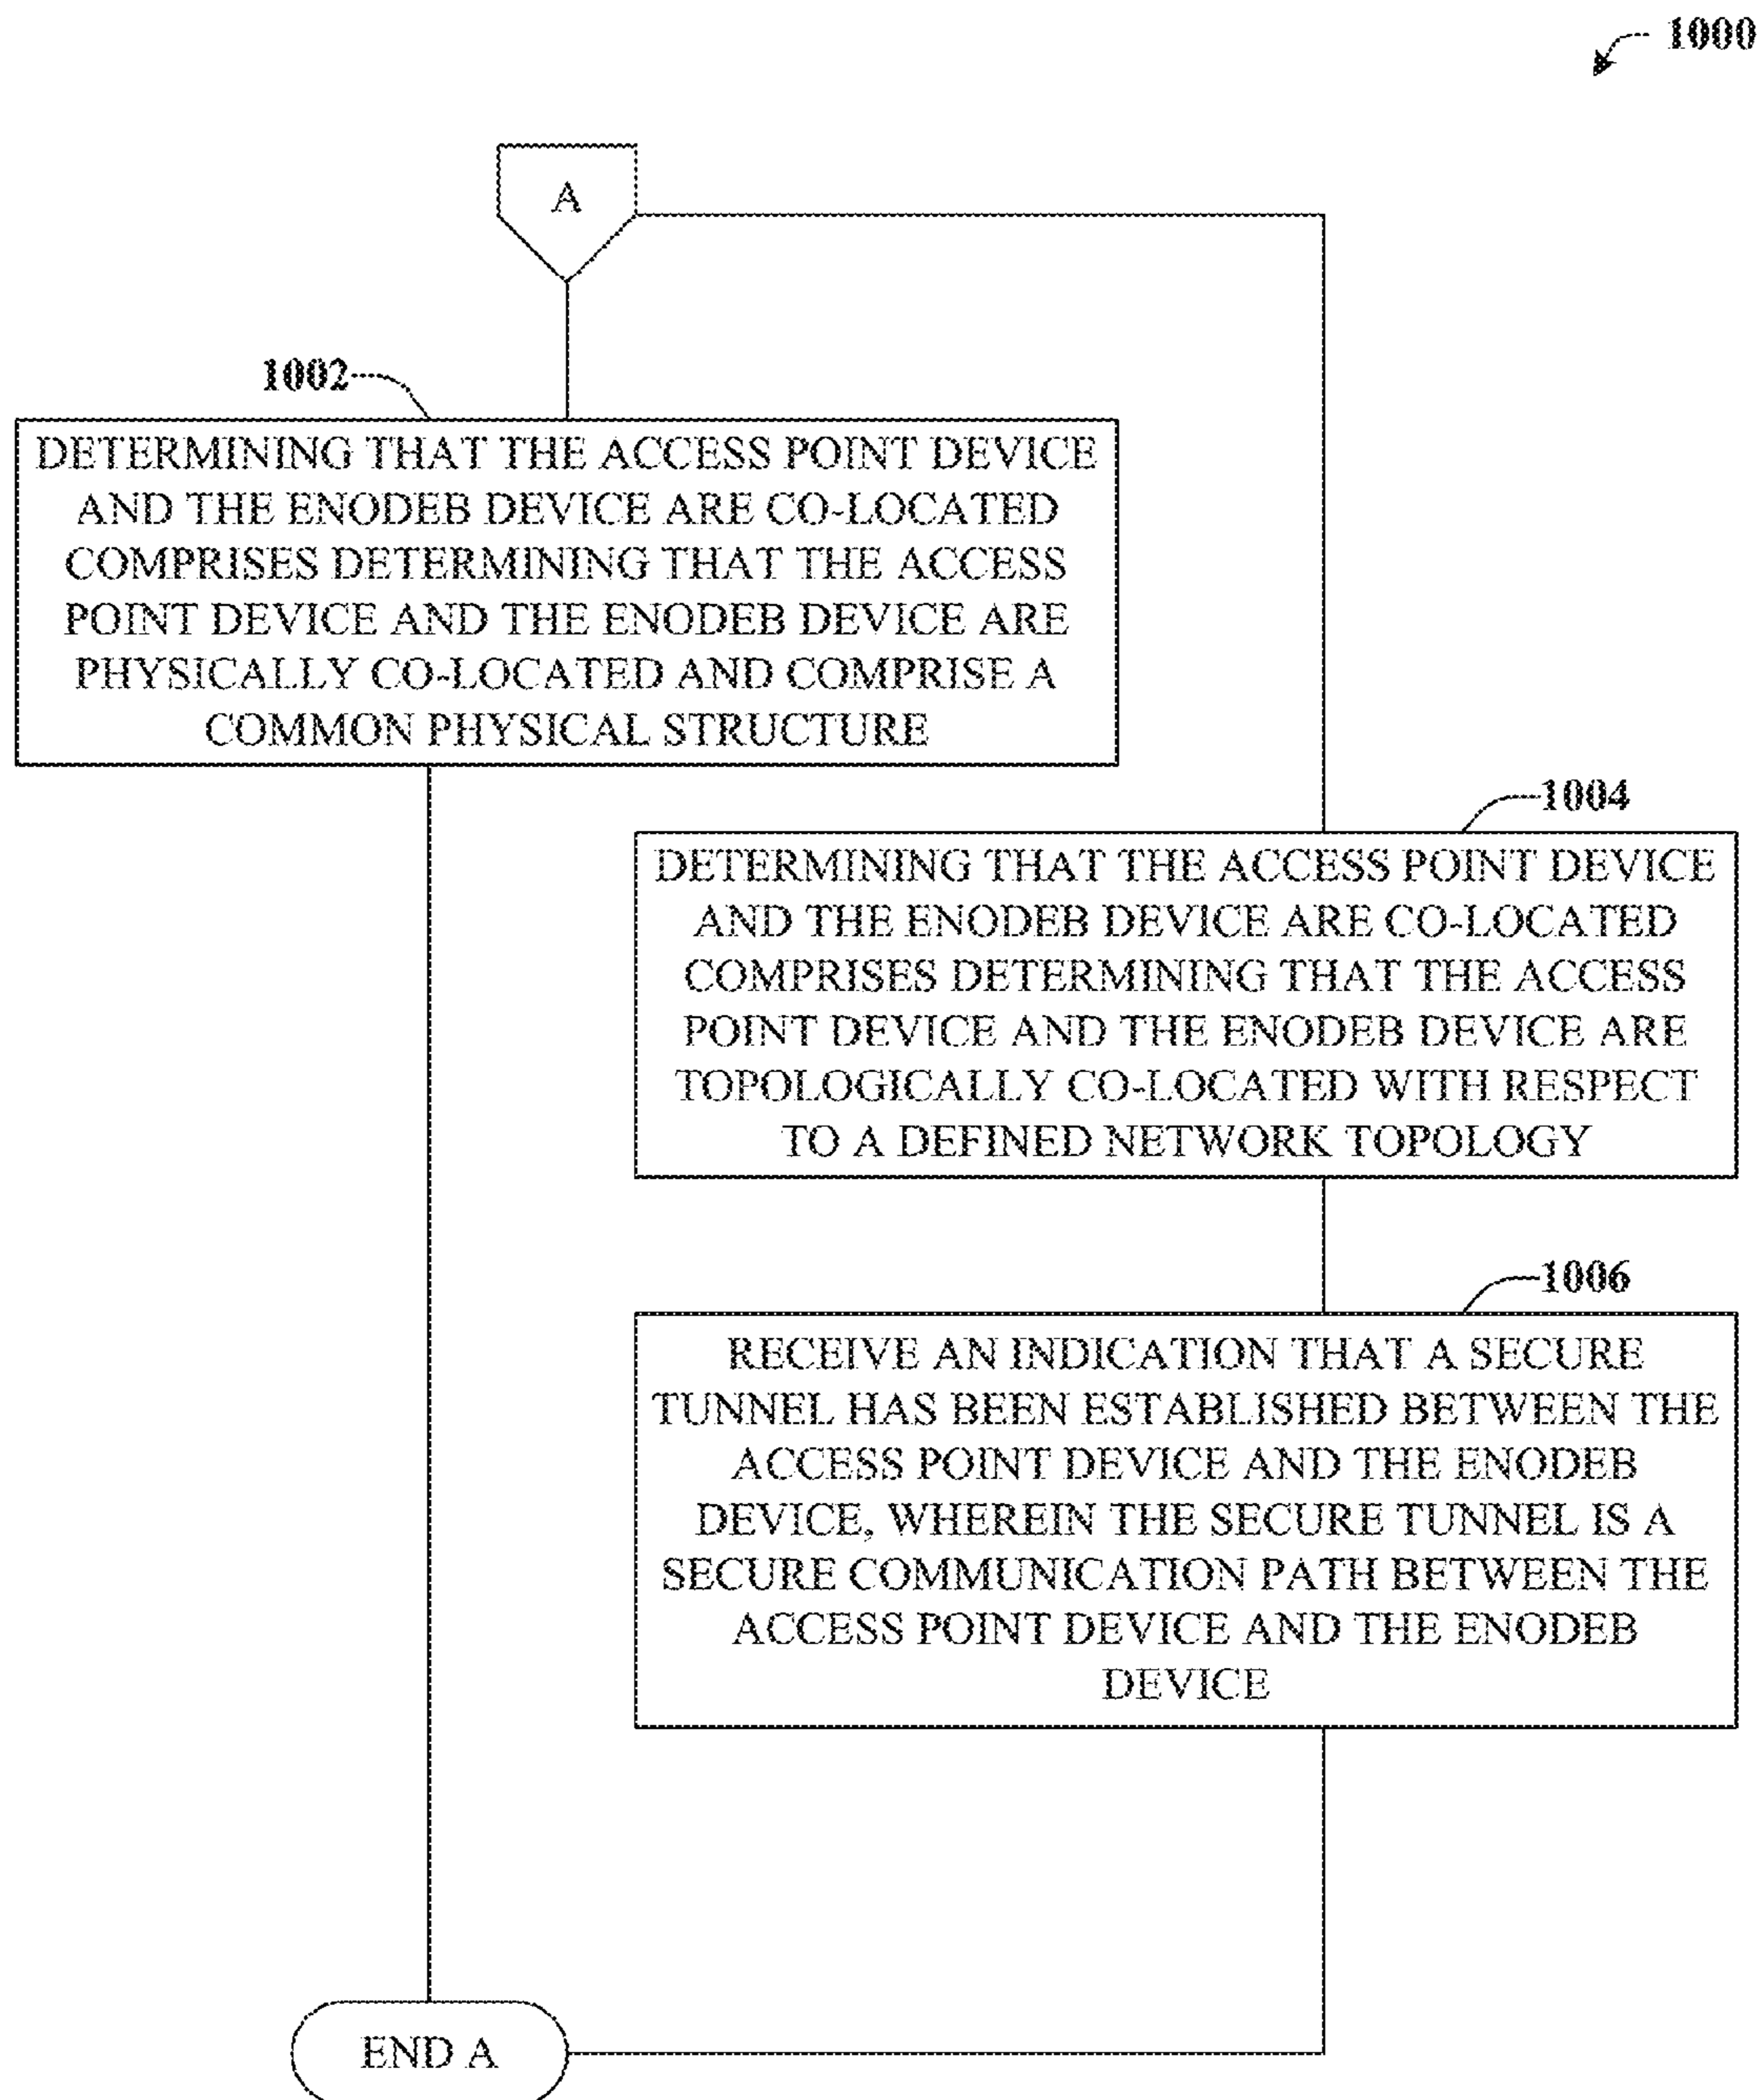 1000
A
1002
DETERMINING THAT THE ACCESS POINT DEVICE
AND THE ENODEB DEVICE ARE CO-LOCATED
COMPRISES DETERMINING THAT THE ACCESS
POINT DEVICE AND THE ENODEB DEVICE ARE
PHYSICALLY CO-LOCATED AND COMPRISE A
COMMON PHYSICAL STRUCTURE
1004
DETERMINING THAT THE ACCESS POINT DEVICE
AND THE ENODEB DEVICE ARE CO-LOCATED
COMPRISES DETERMINING THAT THE ACCESS
POINT DEVICE AND THE ENODEB DEVICE ARE
TOPOLOGICALLY CO-LOCATED WITH RESPECT
TO A DEFINED NETWORK TOPOLOGY
1006
RECEIVE AN INDICATION THAT A SECURE
TUNNEL HAS BEEN ESTABLISHED BETWEEN THE
ACCESS POINT DEVICE AND THE ENODEB
DEVICE, WHEREIN THE SECURE TUNNEL IS A
SECURE COMMUNICATION PATH BETWEEN THE
ACCESS POINT DEVICE AND THE ENODEB
DEVICE
END A